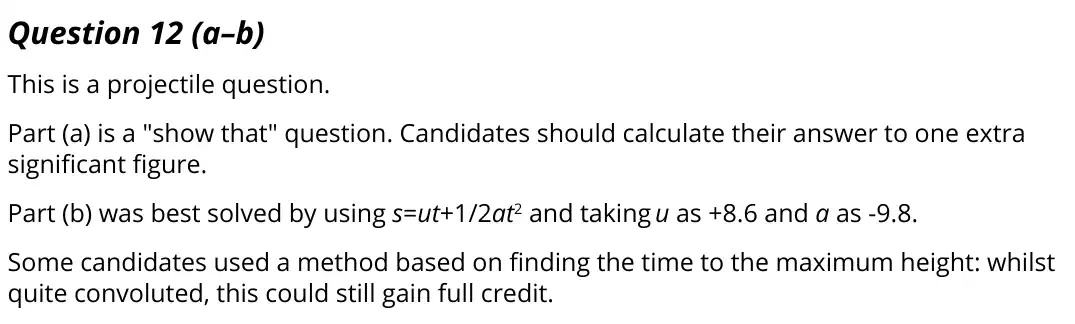 Question 12 (a–b)
This is a projectile question.
Part (a) is a "show that" question. Candidates should calculate their answer to one extra
significant figure.
Part (b) was best solved by using s=ut+1/2at² and taking u as +8.6 and a as -9.8.
Some candidates used a method based on finding the time to the maximum height: whilst
quite convoluted, this could still gain full credit.